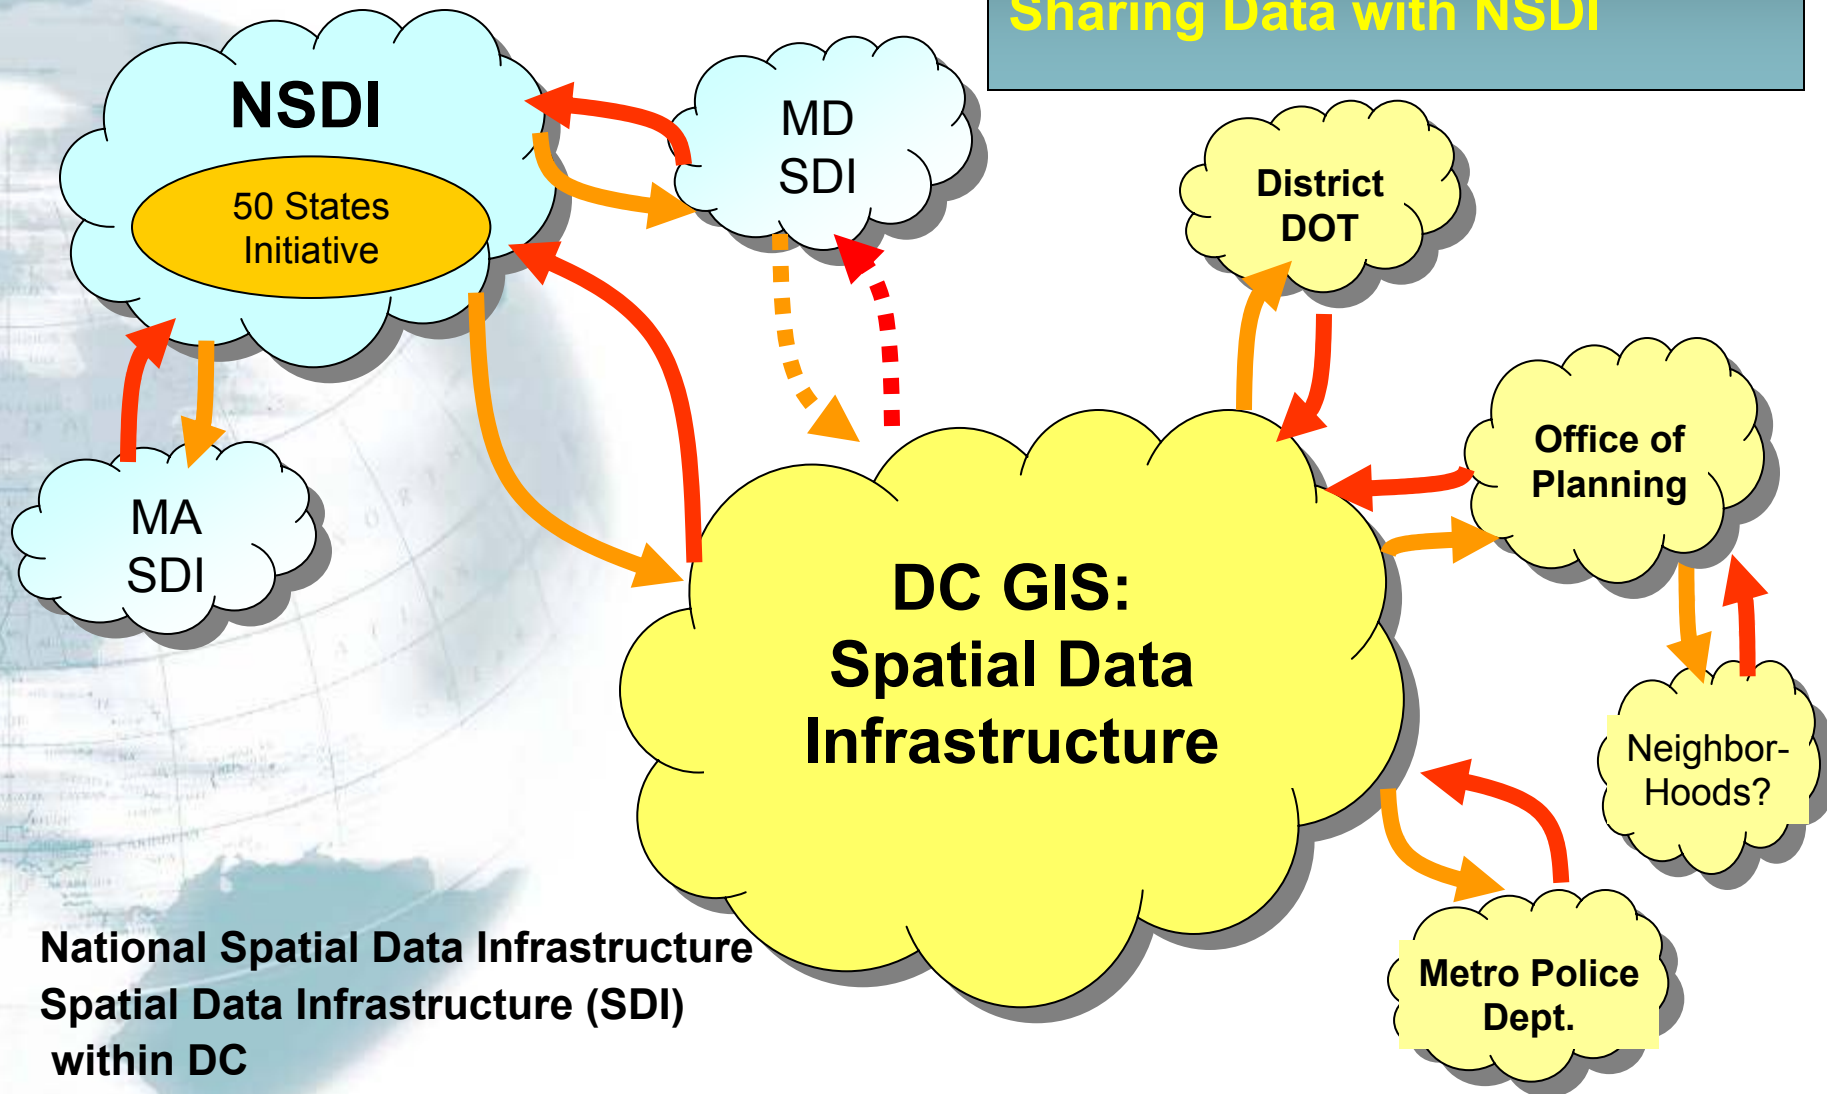 Sharing Data with NSDI
NSDI
50 States
Initiative
MD
SDI
District
DOT
Office of
Planning
MA
SDI
DC GIS:
Spatial Data
Infrastructure
Neighbor-
Hoods?
Metro Police
Dept.
National Spatial Data Infrastructure
Spatial Data Infrastructure (SDI)
within DC